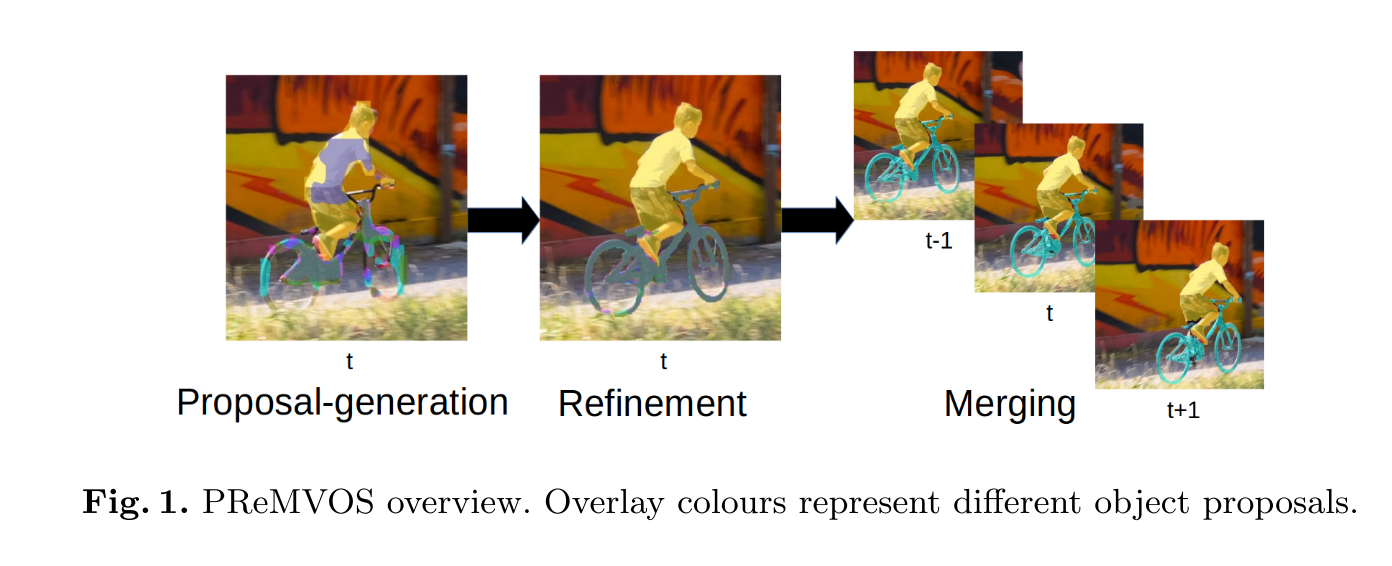 t-1
t
t
t
t+1
Proposal-generation
Refinement
Merging
Fig. 1. PReMVOS overview. Overlay colours represent different object proposals.